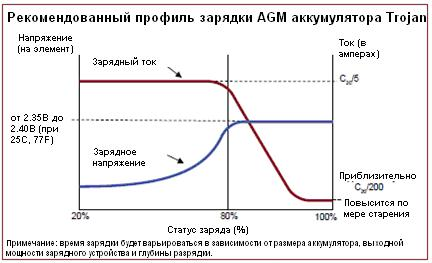 Рекомендованный профиль зарядки AGM аккумулятора Trojan
Напряжение
(на элемент)
Ток (в
амперах)
Зарядный ток
C20/5
от 2.35В до
2.40В (при
25C, 77F)
Зарядное
напряжение
Приблизительно
C20/200
Повысится по
мере старения
20%
80%
100%
Статус заряда (%)
Примечание: время зарядки будет варьироваться в зависимости от размера аккумулятора, выходной
мощности зарядного устройства и глубины разрядки.